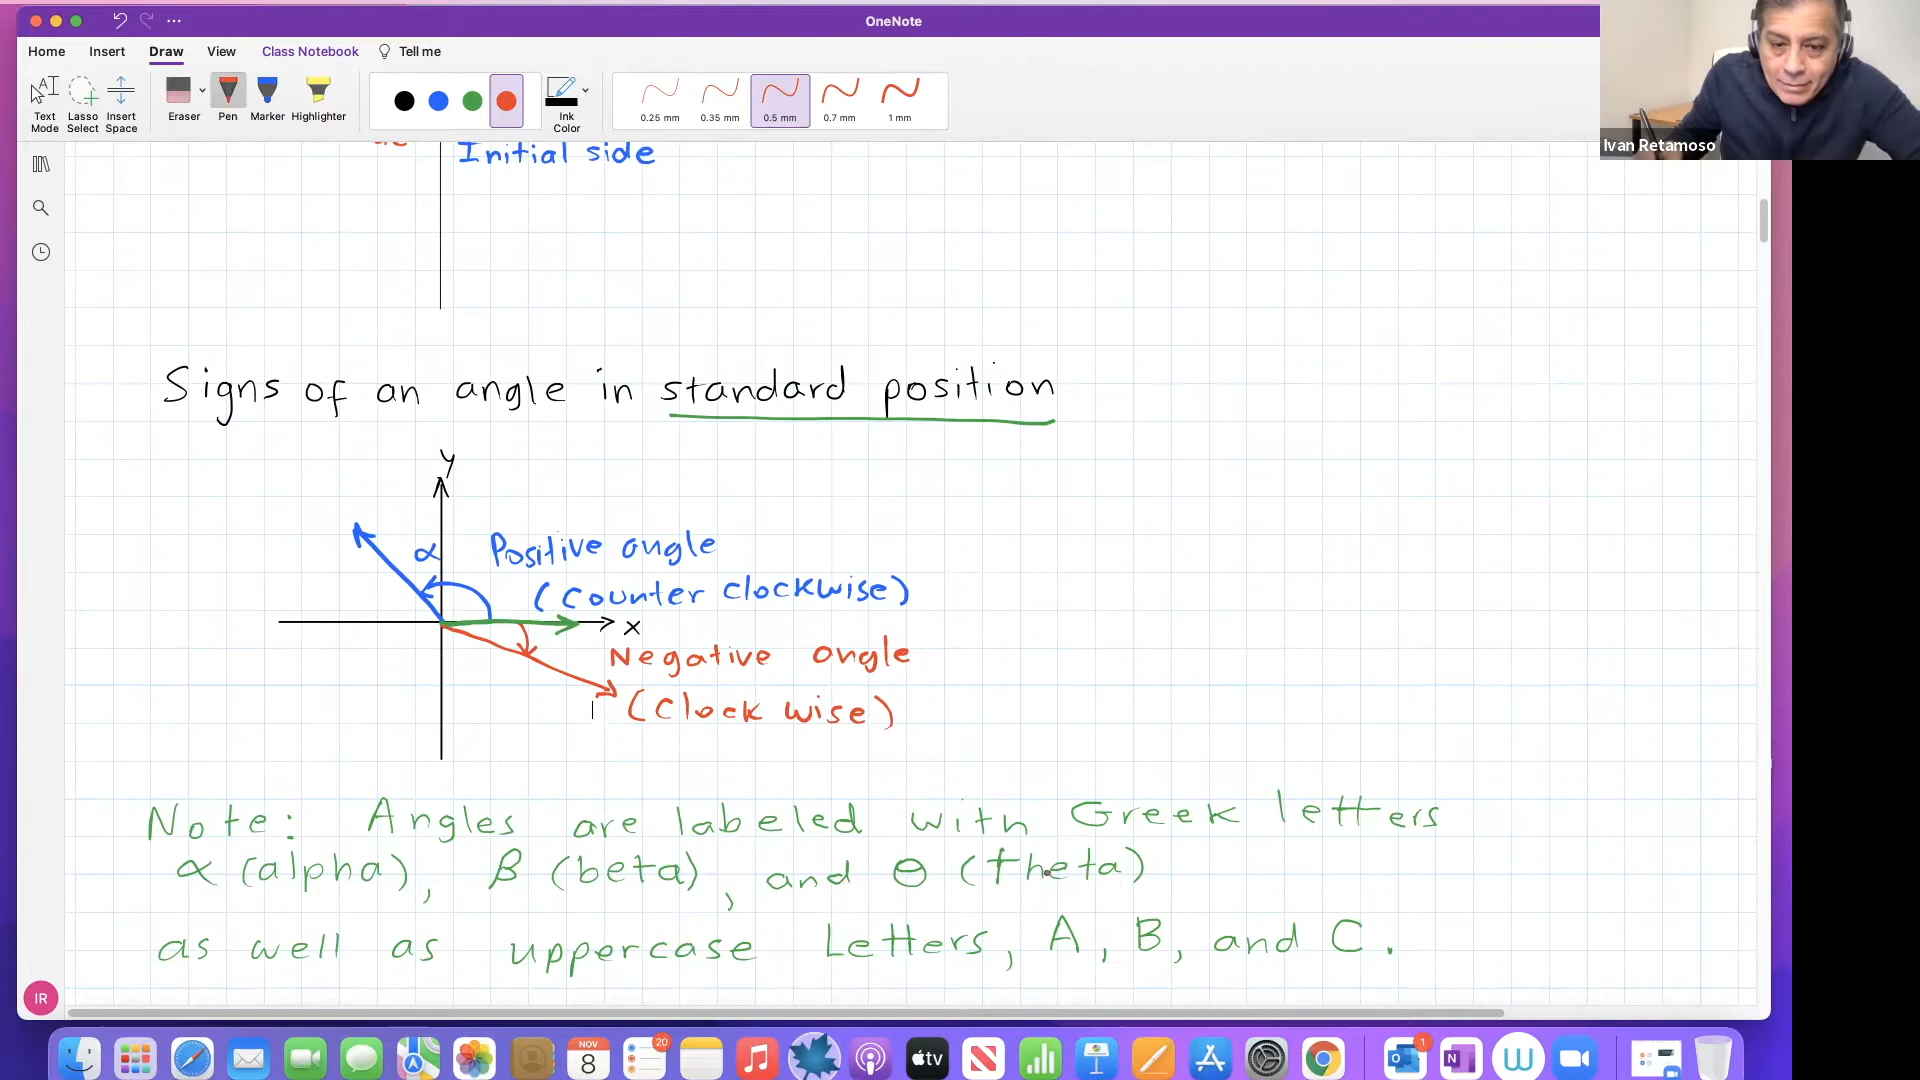 OneNote
Home Insert Draw View Class Notebook Tell me
Text Mode
Lasso Select
Insert Space
Eraser
Pen
Marker
Highlighter
Ink Color
0.25 mm
0.35 mm
0.5 mm
0.7 mm
1 mm
Ivan Retamoso
Initial side
Signs of an angle in standard position
y
α
Positive angle
(Counter clockwise)
x
Negative angle
(Clock wise)
Note: Angles are labeled with Greek letters
α (alpha), β (beta), and θ (theta)
as well as uppercase Letters, A, B, and C.
IR
NOV
8
20
tv
1